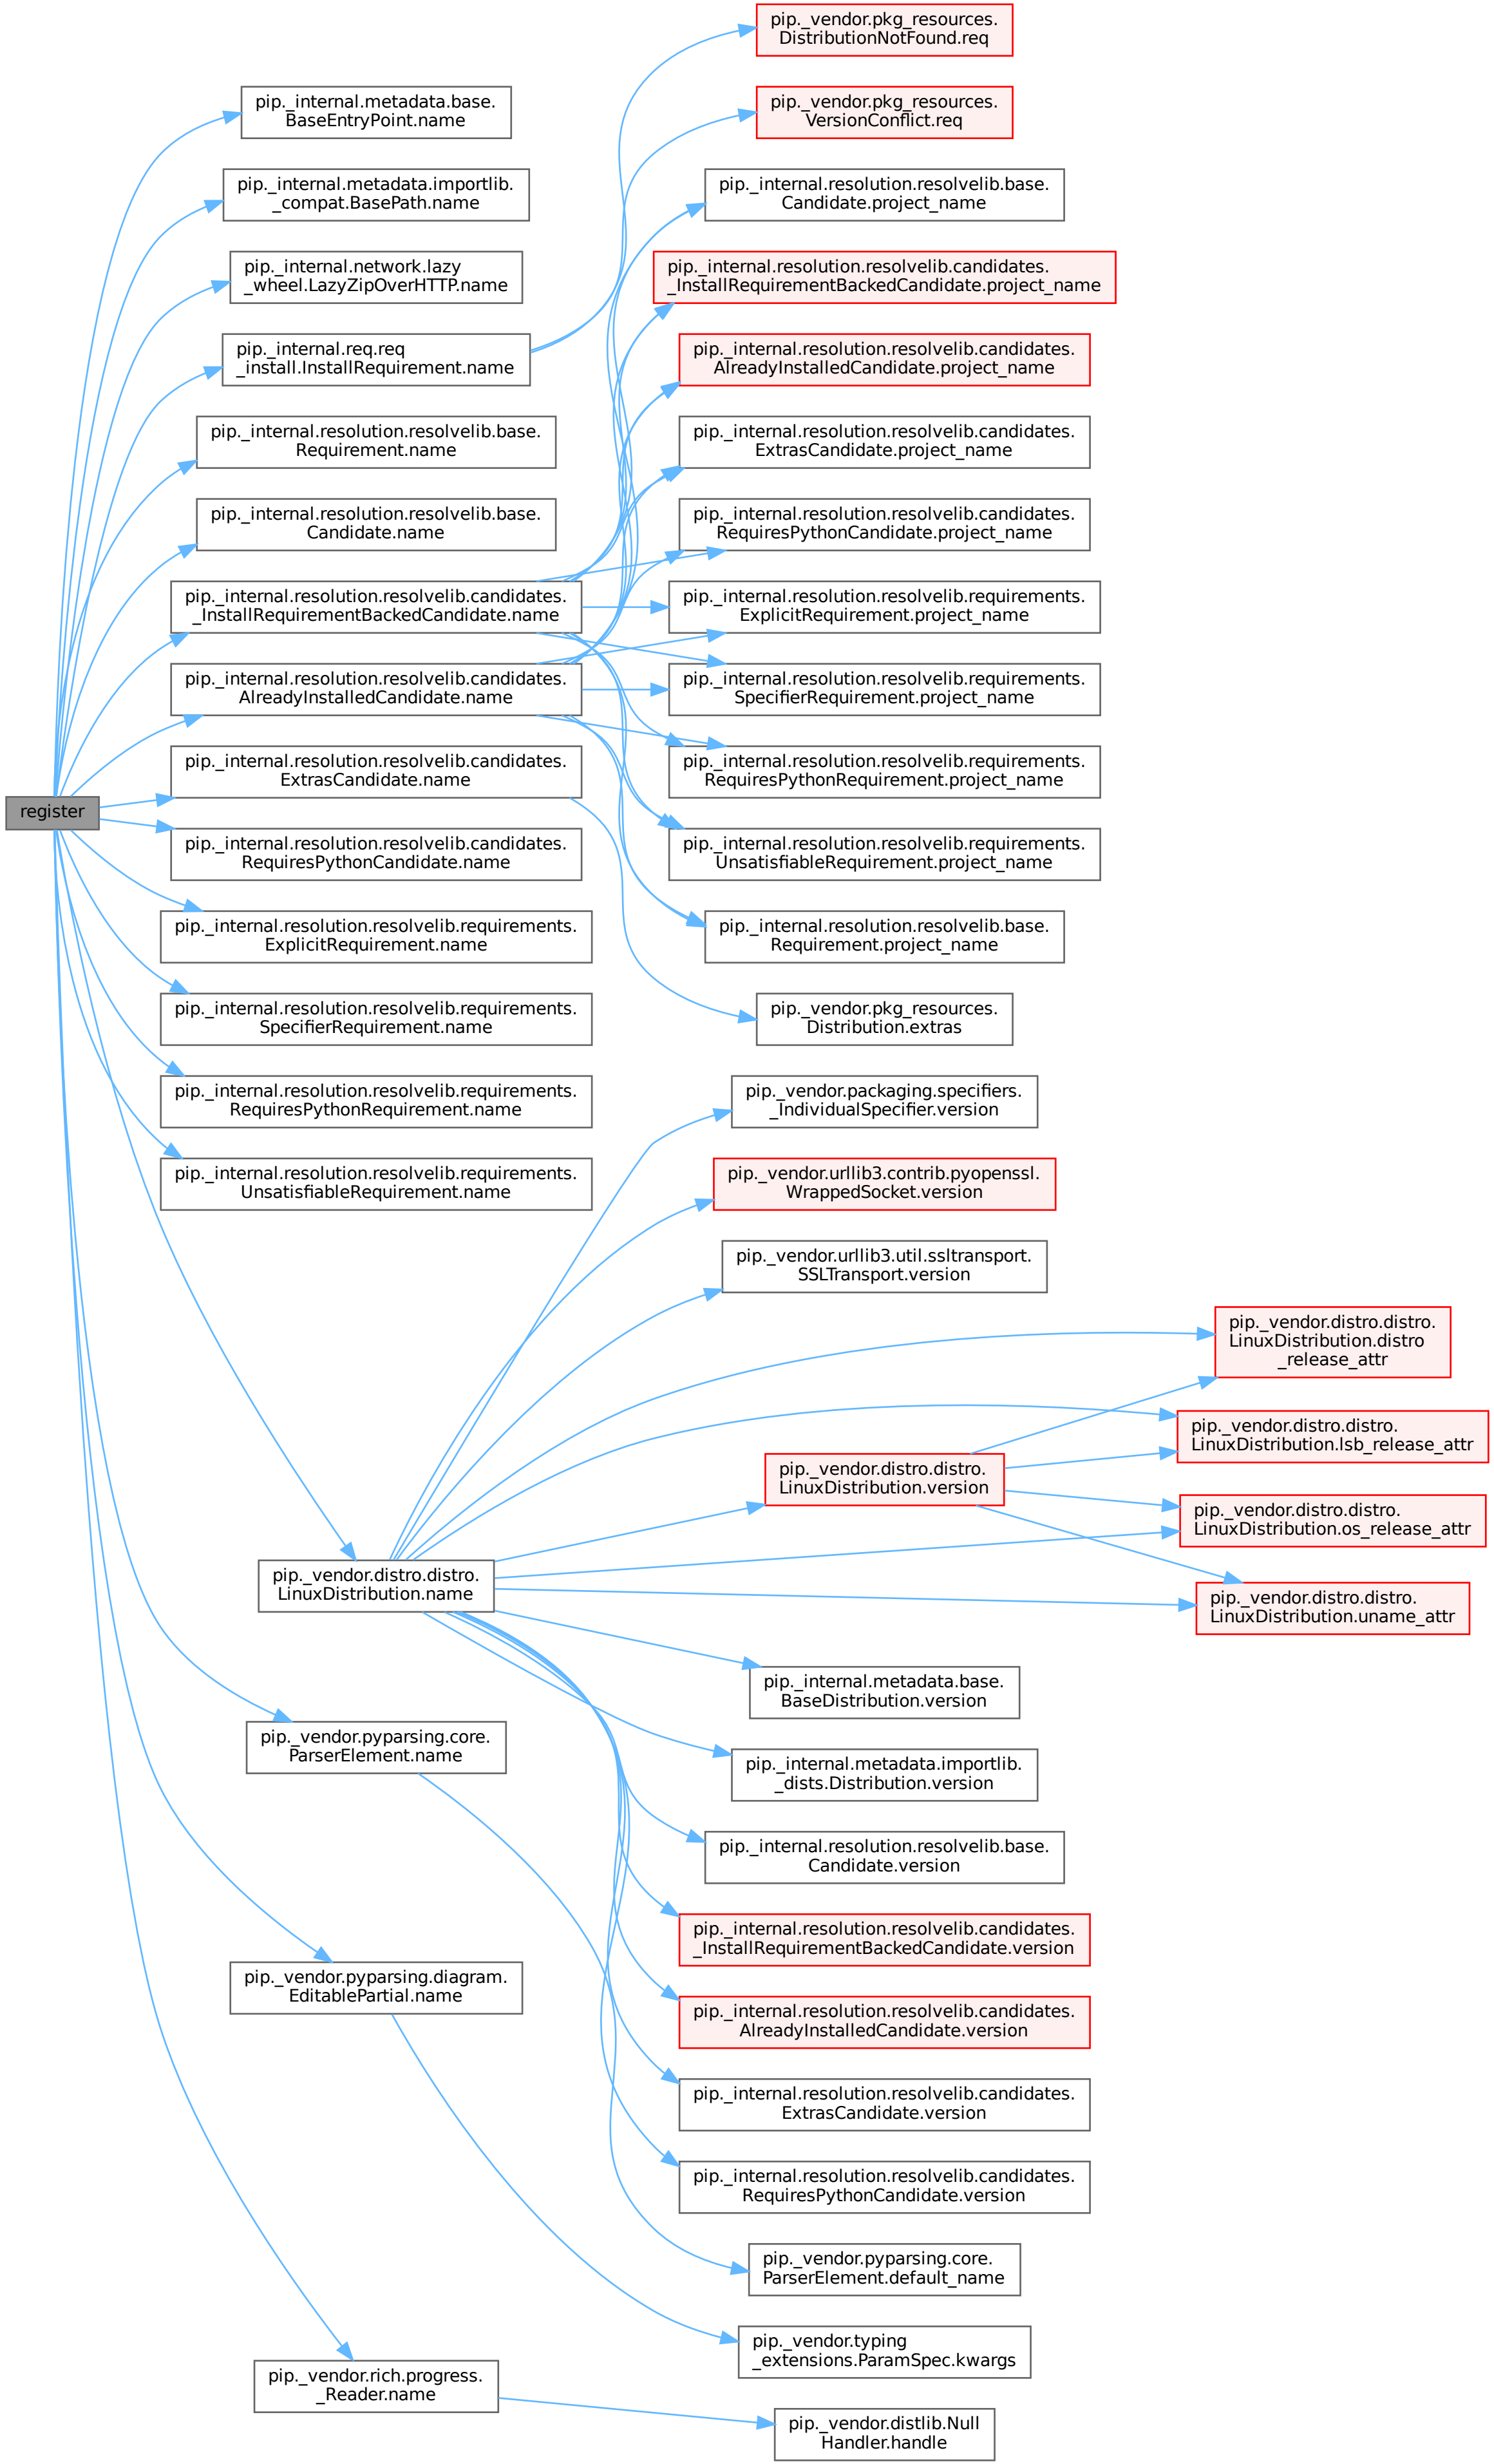 register
pip._internal.metadata.base.
BaseEntryPoint.name
pip._internal.metadata.importlib.
_compat.BasePath.name
pip._internal.network.lazy
_wheel.LazyZipOverHTTP.name
pip._internal.req.req
_install.InstallRequirement.name
pip._internal.resolution.resolvelib.base.
Requirement.name
pip._internal.resolution.resolvelib.base.
Candidate.name
pip._internal.resolution.resolvelib.candidates.
_InstallRequirementBackedCandidate.name
pip._internal.resolution.resolvelib.candidates.
AlreadyInstalledCandidate.name
pip._internal.resolution.resolvelib.candidates.
ExtrasCandidate.name
pip._internal.resolution.resolvelib.candidates.
RequiresPythonCandidate.name
pip._internal.resolution.resolvelib.requirements.
ExplicitRequirement.name
pip._internal.resolution.resolvelib.requirements.
SpecifierRequirement.name
pip._internal.resolution.resolvelib.requirements.
RequiresPythonRequirement.name
pip._internal.resolution.resolvelib.requirements.
UnsatisfiableRequirement.name
pip._vendor.distro.distro.
LinuxDistribution.name
pip._vendor.pyparsing.core.
ParserElement.name
pip._vendor.pyparsing.diagram.
EditablePartial.name
pip._vendor.rich.progress.
_Reader.name
pip._vendor.pkg_resources.
DistributionNotFound.req
pip._vendor.pkg_resources.
VersionConflict.req
pip._internal.resolution.resolvelib.base.
Candidate.project_name
pip._internal.resolution.resolvelib.candidates.
_InstallRequirementBackedCandidate.project_name
pip._internal.resolution.resolvelib.candidates.
AlreadyInstalledCandidate.project_name
pip._internal.resolution.resolvelib.candidates.
ExtrasCandidate.project_name
pip._internal.resolution.resolvelib.candidates.
RequiresPythonCandidate.project_name
pip._internal.resolution.resolvelib.requirements.
ExplicitRequirement.project_name
pip._internal.resolution.resolvelib.requirements.
SpecifierRequirement.project_name
pip._internal.resolution.resolvelib.requirements.
RequiresPythonRequirement.project_name
pip._internal.resolution.resolvelib.requirements.
UnsatisfiableRequirement.project_name
pip._internal.resolution.resolvelib.base.
Requirement.project_name
pip._vendor.pkg_resources.
Distribution.extras
pip._vendor.packaging.specifiers.
_IndividualSpecifier.version
pip._vendor.urllib3.contrib.pyopenssl.
WrappedSocket.version
pip._vendor.urllib3.util.ssltransport.
SSLTransport.version
pip._vendor.distro.distro.
LinuxDistribution.version
pip._internal.metadata.base.
BaseDistribution.version
pip._internal.metadata.importlib.
_dists.Distribution.version
pip._internal.resolution.resolvelib.base.
Candidate.version
pip._internal.resolution.resolvelib.candidates.
_InstallRequirementBackedCandidate.version
pip._internal.resolution.resolvelib.candidates.
AlreadyInstalledCandidate.version
pip._internal.resolution.resolvelib.candidates.
ExtrasCandidate.version
pip._internal.resolution.resolvelib.candidates.
RequiresPythonCandidate.version
pip._vendor.pyparsing.core.
ParserElement.default_name
pip._vendor.typing
_extensions.ParamSpec.kwargs
pip._vendor.distlib.Null
Handler.handle
pip._vendor.distro.distro.
LinuxDistribution.distro
_release_attr
pip._vendor.distro.distro.
LinuxDistribution.lsb_release_attr
pip._vendor.distro.distro.
LinuxDistribution.os_release_attr
pip._vendor.distro.distro.
LinuxDistribution.uname_attr